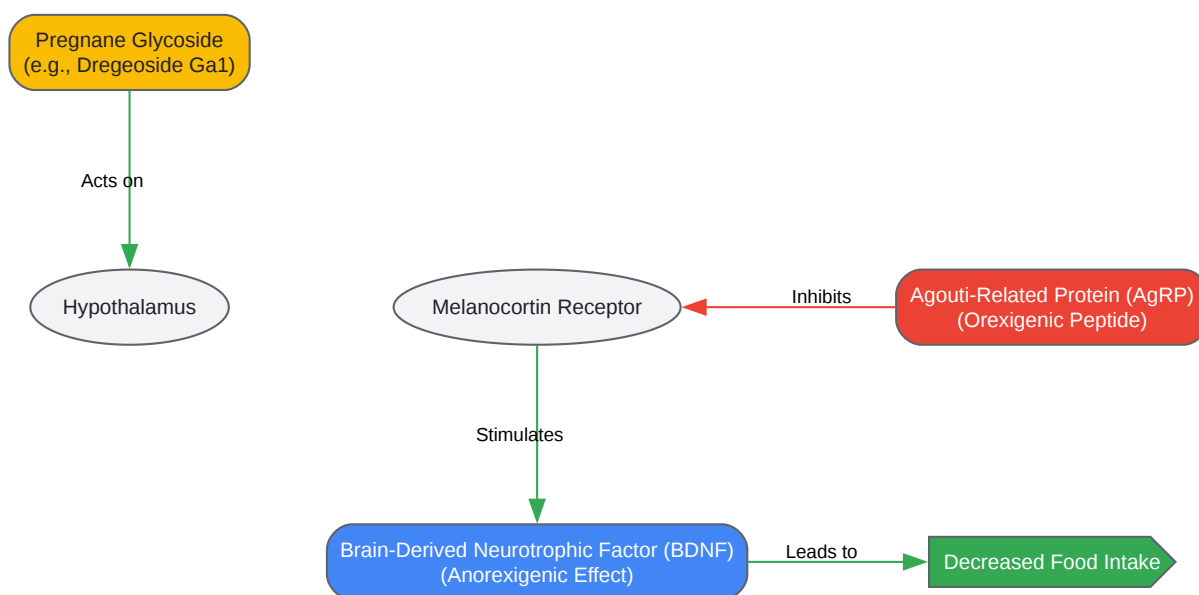 Pregnane Glycoside
(e.g., Dregeoside Ga1)
Acts on
Hypothalamus
Melanocortin Receptor
Inhibits
Agouti-Related Protein (AgRP)
(Orexigenic Peptide)
Stimulates
Brain-Derived Neurotrophic Factor (BDNF)
(Anorexigenic Effect)
Leads to
Decreased Food Intake